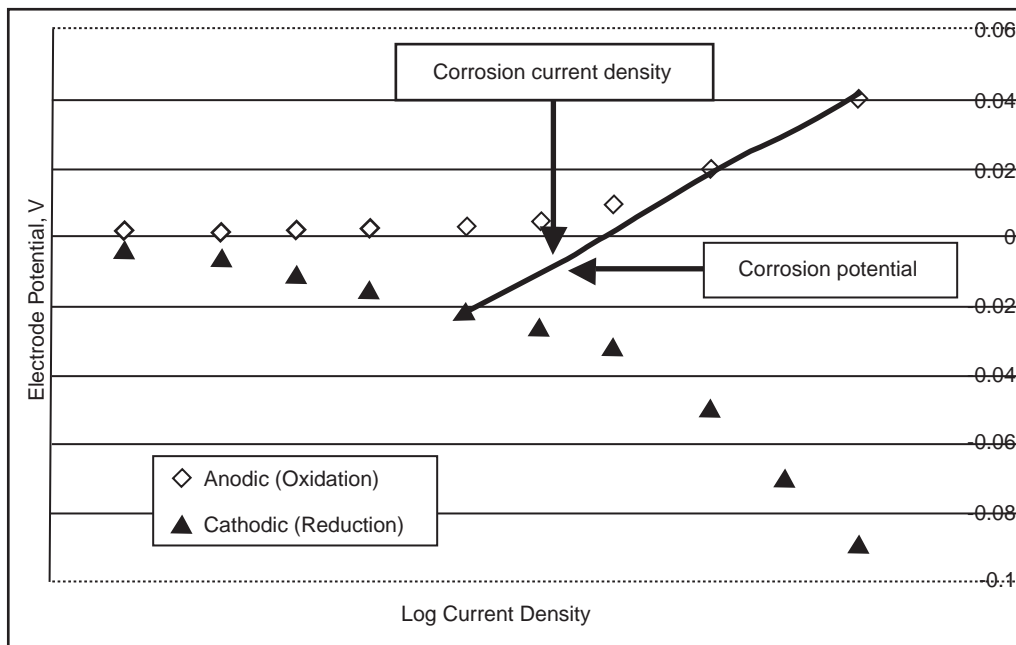 0.06
Corrosion current density
0.04
0.02
0
Corrosion potential
-0.02
-0.04
-0.06
-0.08
-0.1
Electrode Potential, V
Anodic (Oxidation)
Cathodic (Reduction)
Log Current Density